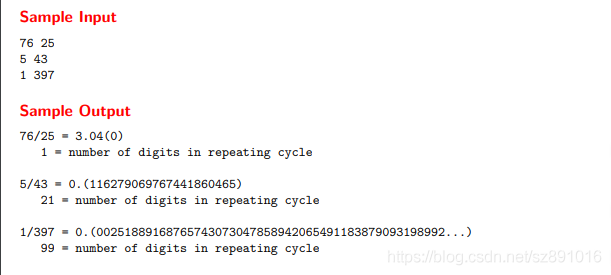 Sample Input
76 25
5 43
1 397
Sample Output
76/25 = 3.04(0)
1 = number of digits in repeating cycle
5/43 = 0.(116279069767441860465)
21 = number of digits in repeating cycle
1/397 = 0.(00251889168765743073047858942065491183879093198992...)
99 = number of digits in repeating cycle
https://blog.csdn.net/sz891016